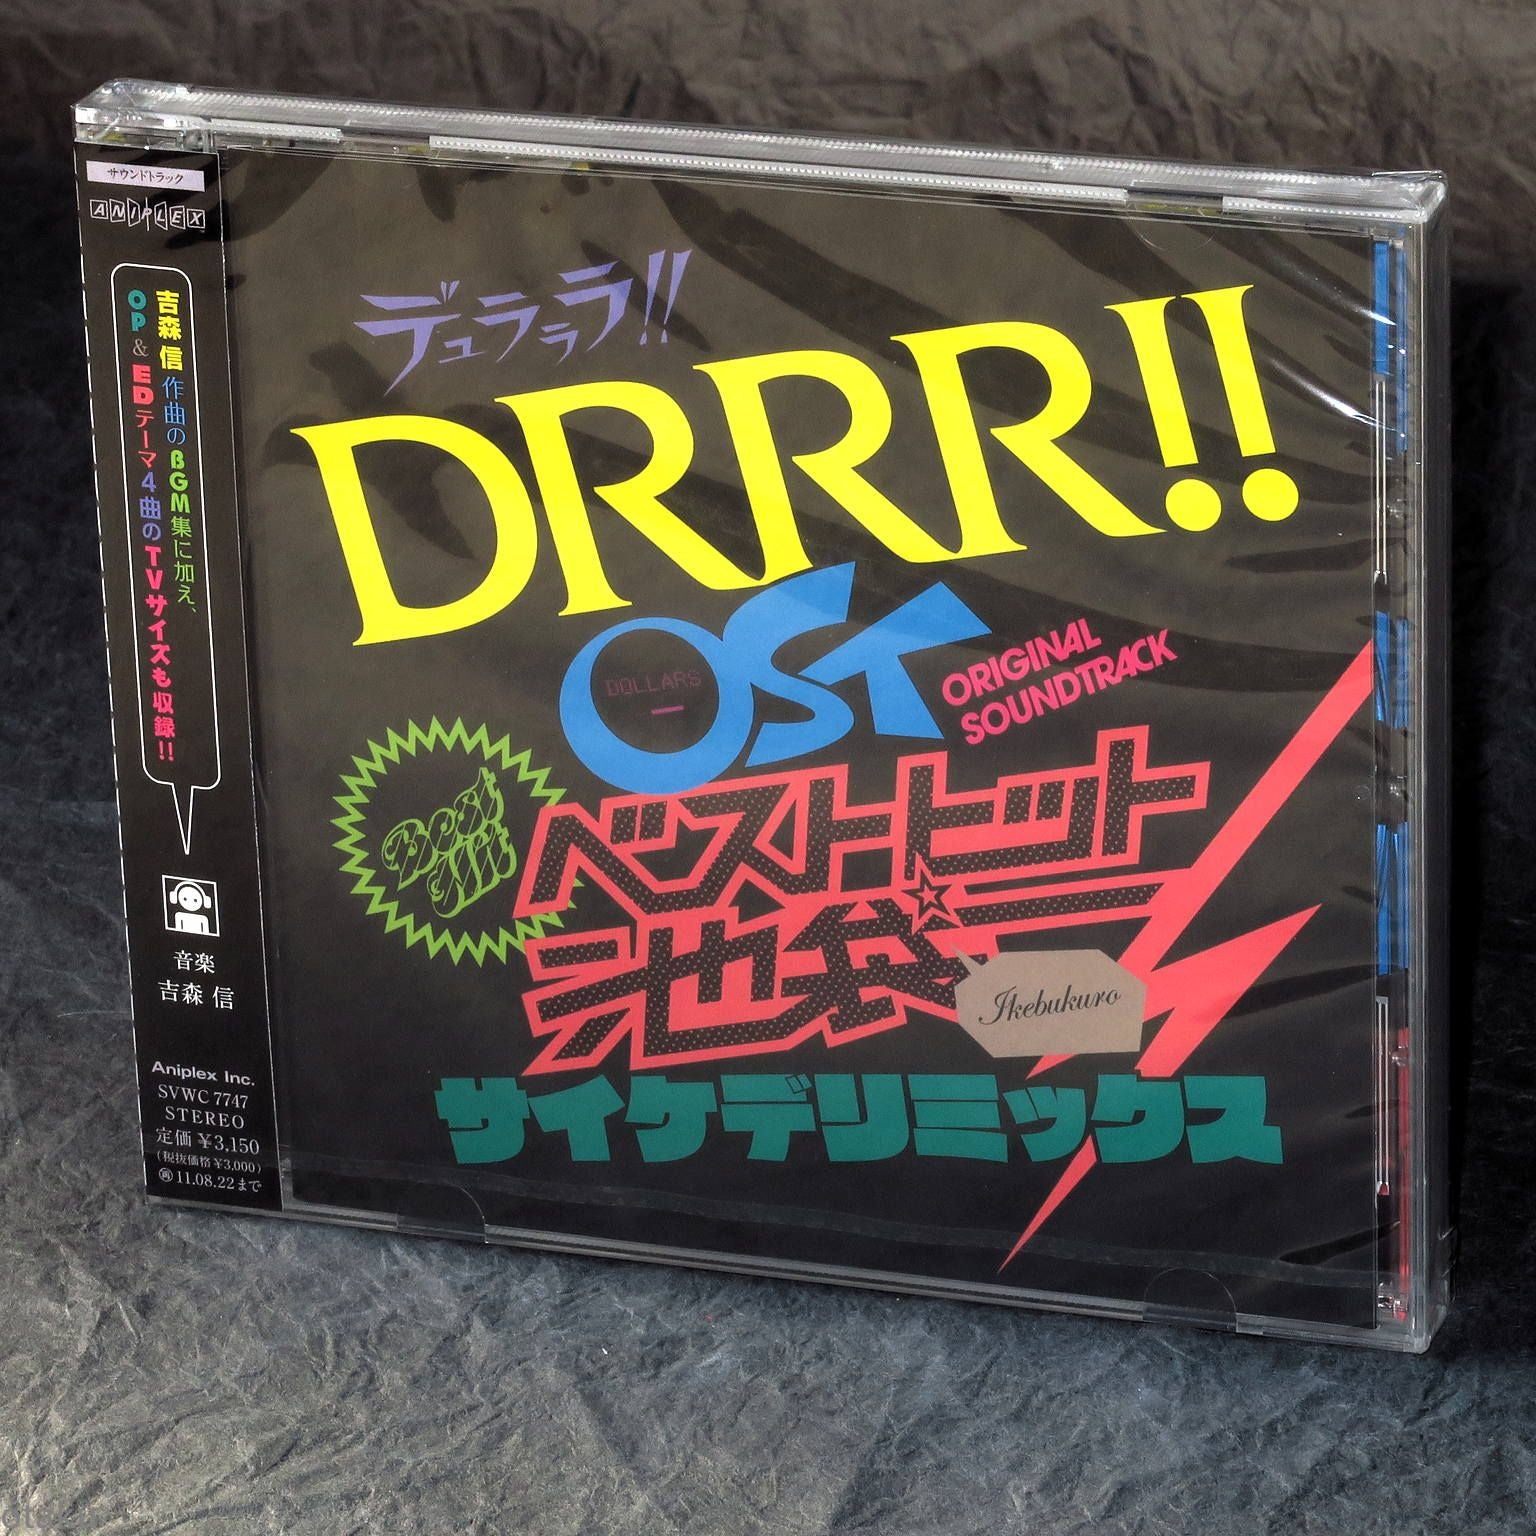 サウンドトラック
ANIPLEX
吉森 信 作曲のBGM集に加え、
OP & EDテーマ4曲のTVサイズも収録!!
音楽
吉森 信
Aniplex Inc.
SVWC 7747
STEREO
定価 ¥3,150
(税抜価格 ¥3,000)
再 11.08.22まで
デュラララ!!
DRRR!!
OST
DOLLARS
ORIGINAL
SOUNDTRACK
Best
Hit
ベストヒット
池袋
Ikebukuro
サイケデリミックス